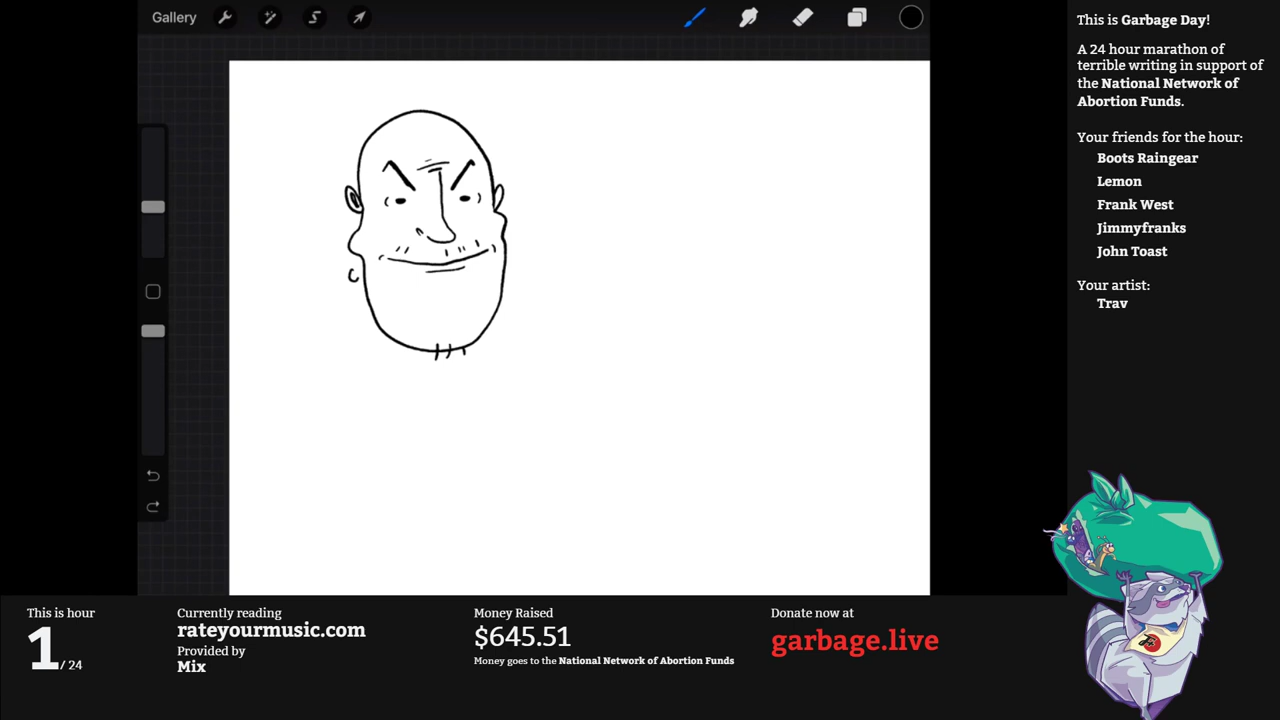 Gallery
This is Garbage Day!
A 24 hour marathon of
terrible writing in support of
the National Network of
Abortion Funds.
Your friends for the hour:
Boots Raingear
Lemon
Frank West
Jimmyfranks
John Toast
Your artist:
Trav
This is hour
1 / 24
Currently reading
rateyourmusic.com
Provided by
Mix
Money Raised
$645.51
Money goes to the National Network of Abortion Funds
Donate now at
garbage.live